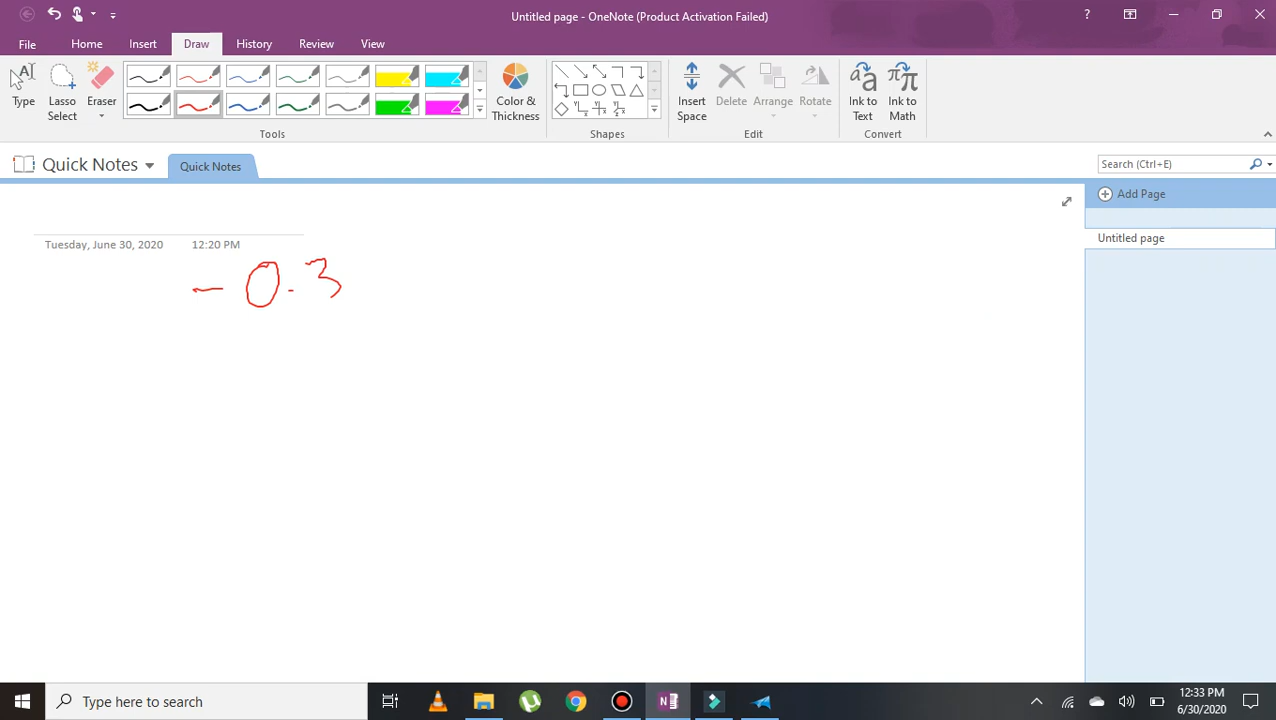 Untitled page - OneNote (Product Activation Failed)
?
File Home Insert Draw History Review View
Type
Lasso Select
Eraser
Color & Thickness
Insert Space
Delete
Arrange
Rotate
Ink to Text
Ink to Math
Tools
Shapes
Edit
Convert
Quick Notes
Quick Notes
Search (Ctrl+E)
Add Page
Untitled page
Tuesday, June 30, 2020 12:20 PM
- 0.3
Type here to search
12:33 PM
6/30/2020